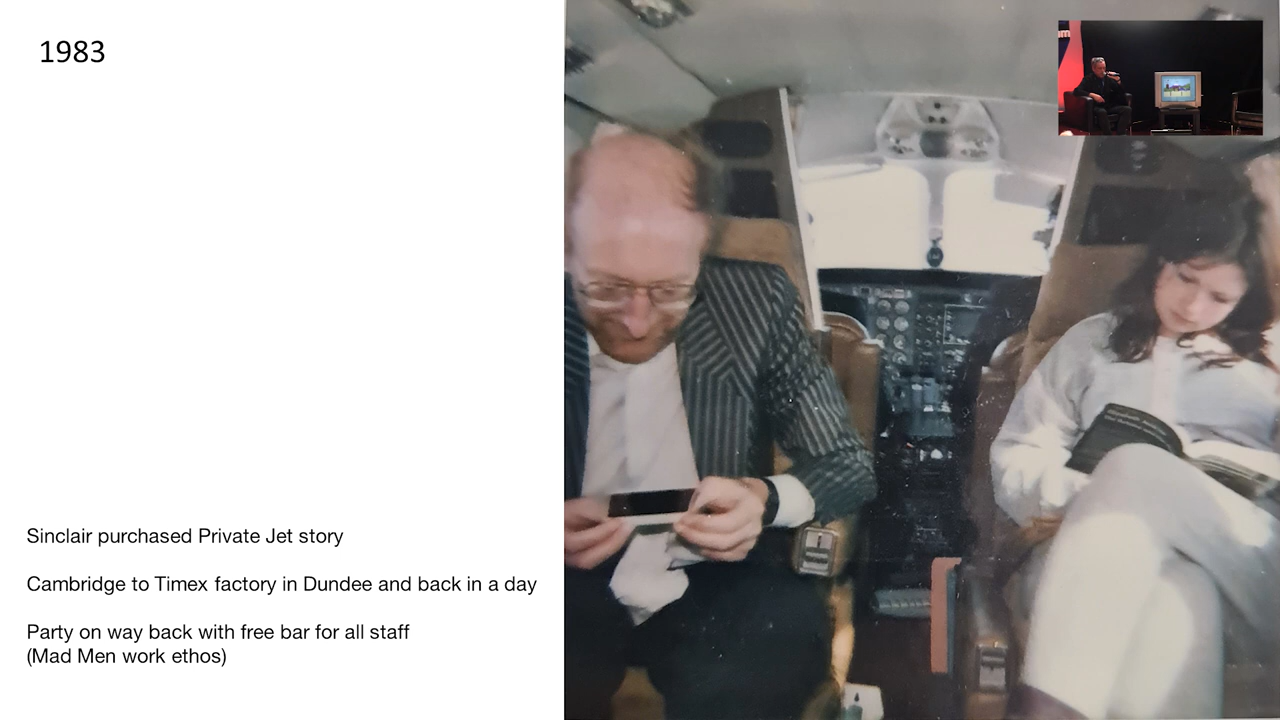 1983
Sinclair purchased Private Jet story
Cambridge to Timex factory in Dundee and back in a day
Party on way back with free bar for all staff
(Mad Men work ethos)